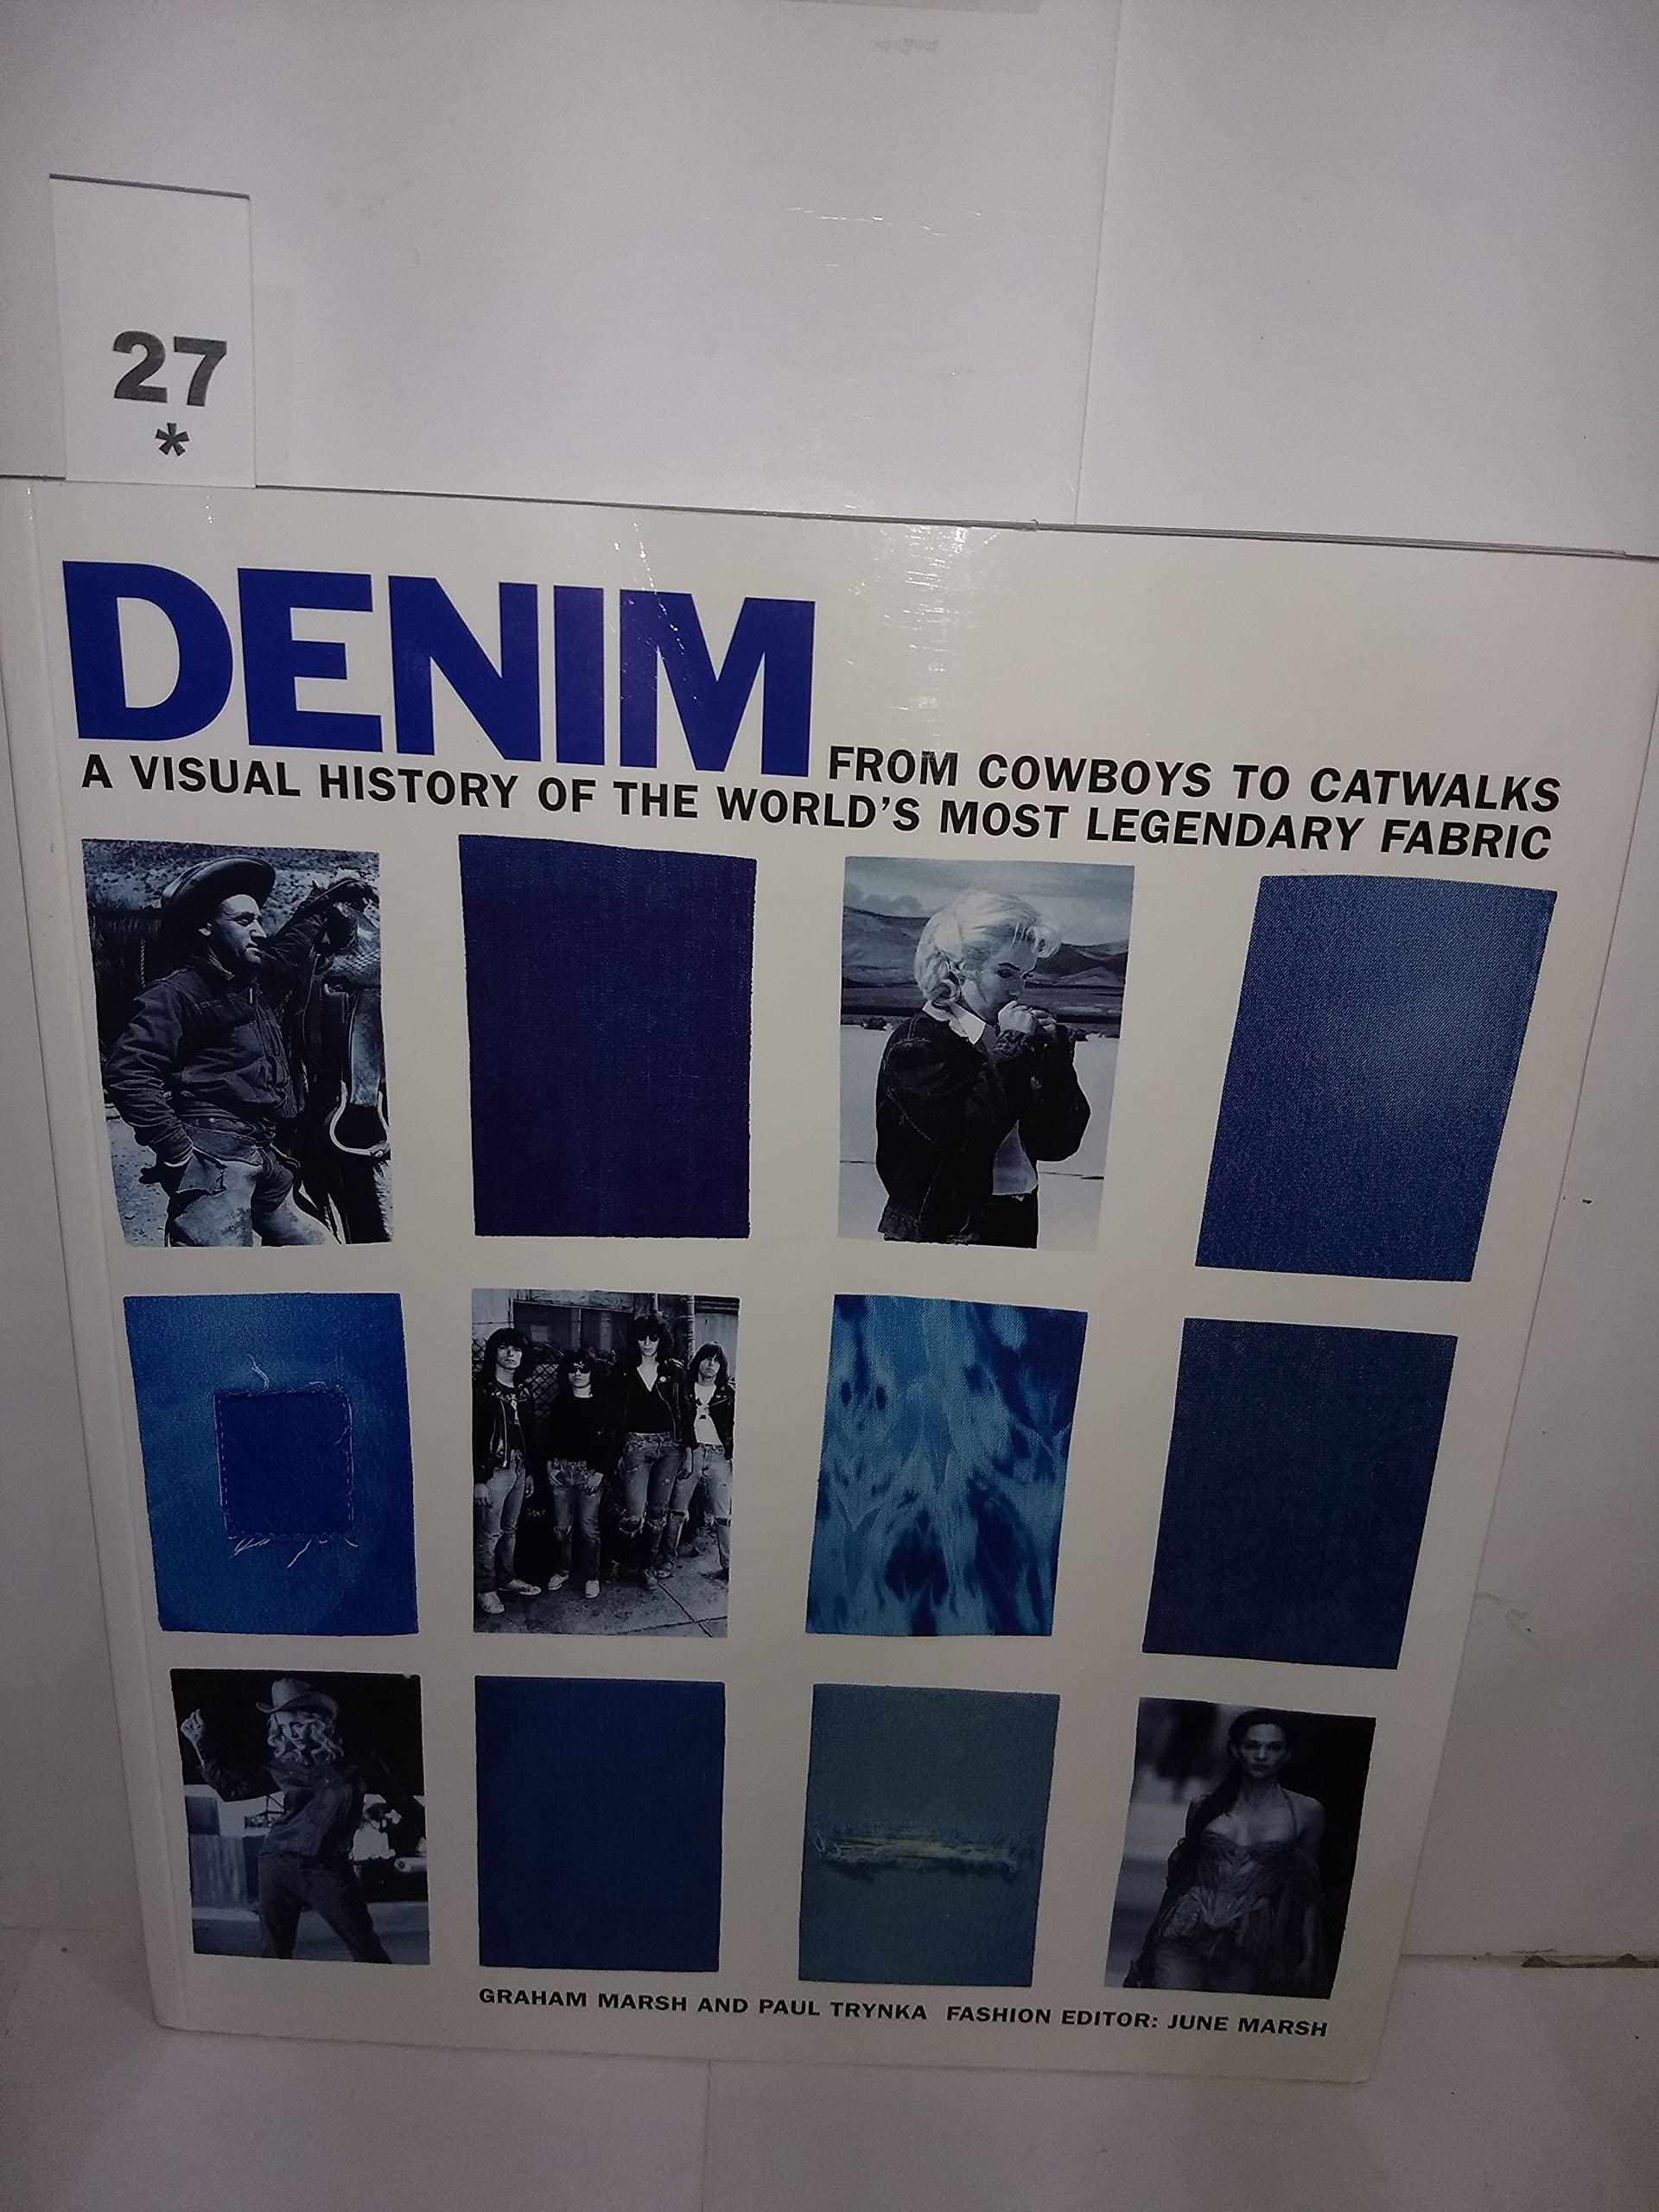 27
*
DENIM FROM COWBOYS TO CATWALKS
A VISUAL HISTORY OF THE WORLD'S MOST LEGENDARY FABRIC
GRAHAM MARSH AND PAUL TRYNKA FASHION EDITOR: JUNE MARSH